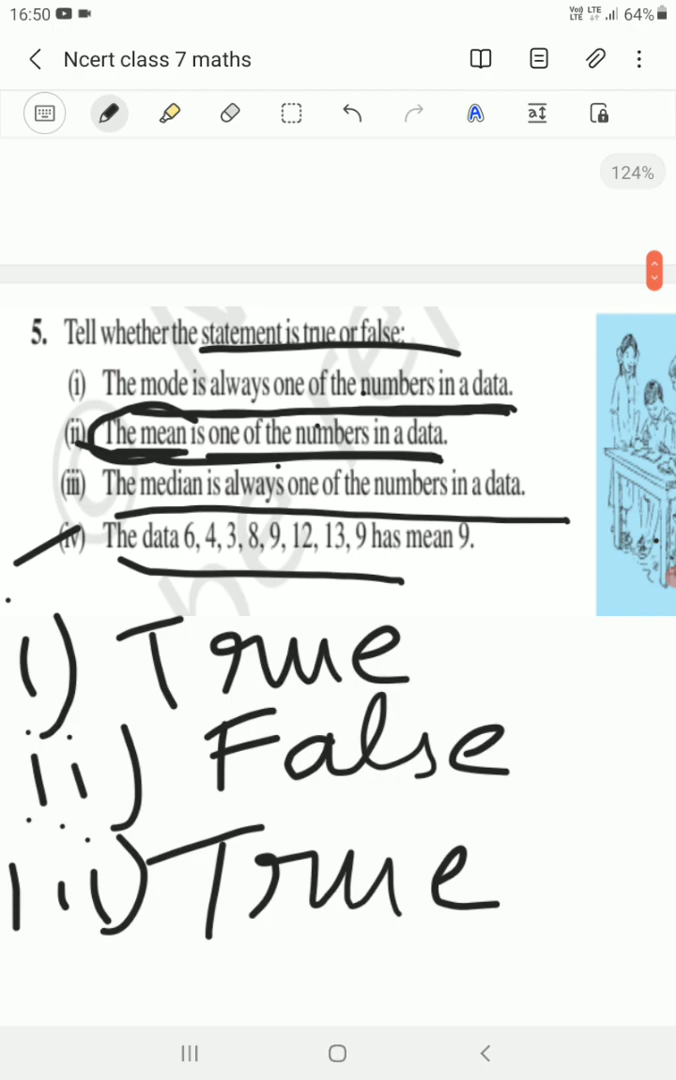 16:50 Vo) LTE LTE 64%
Ncert class 7 maths
124%
5. Tell whether the statement is true or false:
(i) The mode is always one of the numbers in a data.
(ii) The mean is one of the numbers in a data.
(iii) The median is always one of the numbers in a data.
(iv) The data 6, 4, 3, 8, 9, 12, 13, 9 has mean 9.
i) True
ii) False
iii) True